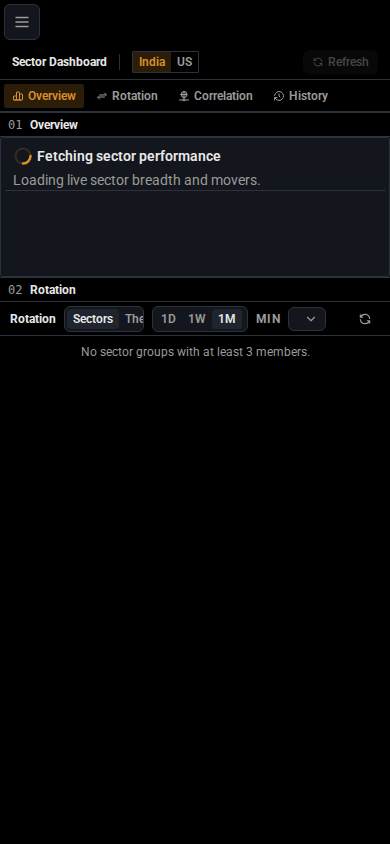 Sector Dashboard India US Refresh
Overview Rotation Correlation History
01 Overview
Fetching sector performance
Loading live sector breadth and movers.
02 Rotation
Rotation Sectors The 1D 1W 1M MIN
No sector groups with at least 3 members.